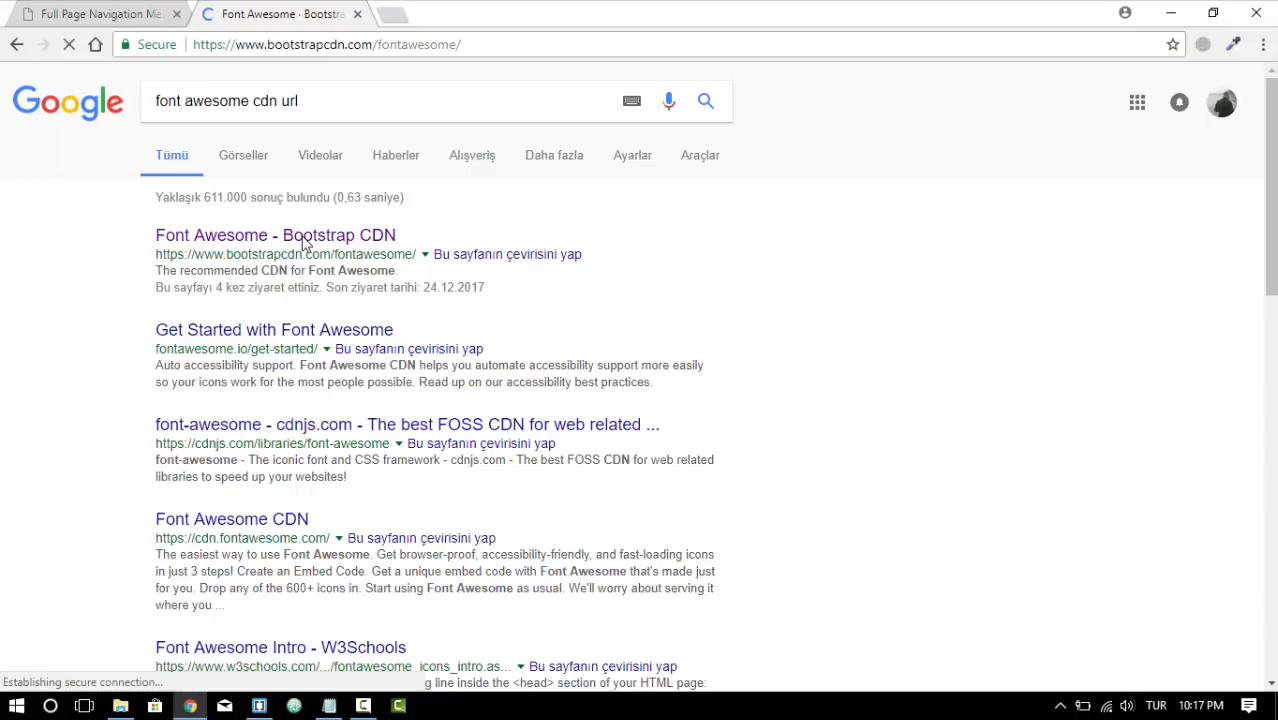 Full Page Navigation Me
Font Awesome · Bootstra
Secure https://www.bootstrapcdn.com/fontawesome/
Google
font awesome cdn url
Tümü Görseller Videolar Haberler Alışveriş Daha fazla Ayarlar Araçlar
Yaklaşık 611.000 sonuç bulundu (0,63 saniye)
Font Awesome - Bootstrap CDN
https://www.bootstrapcdn.com/fontawesome/ Bu sayfanın çevirisini yap
The recommended CDN for Font Awesome.
Bu sayfayı 4 kez ziyaret ettiniz. Son ziyaret tarihi: 24.12.2017
Get Started with Font Awesome
fontawesome.io/get-started/ Bu sayfanın çevirisini yap
Auto accessibility support. Font Awesome CDN helps you automate accessibility support more easily
so your icons work for the most people possible. Read up on our accessibility best practices.
font-awesome - cdnjs.com - The best FOSS CDN for web related ...
https://cdnjs.com/libraries/font-awesome Bu sayfanın çevirisini yap
font-awesome - The iconic font and CSS framework - cdnjs.com - The best FOSS CDN for web related
libraries to speed up your websites!
Font Awesome CDN
https://cdn.fontawesome.com/ Bu sayfanın çevirisini yap
The easiest way to use Font Awesome. Get browser-proof, accessibility-friendly, and fast-loading icons
in just 3 steps! Create an Embed Code. Get a unique embed code with Font Awesome that's made just
for you. Drop any of the 600+ icons in. Start using Font Awesome as usual. We'll worry about serving it
where you ...
Font Awesome Intro - W3Schools
https://www.w3schools.com/.../fontawesome_icons_intro.as... Bu sayfanın çevirisini yap
Establishing secure connection... g line inside the <head> section of your HTML page:
TUR 10:17 PM